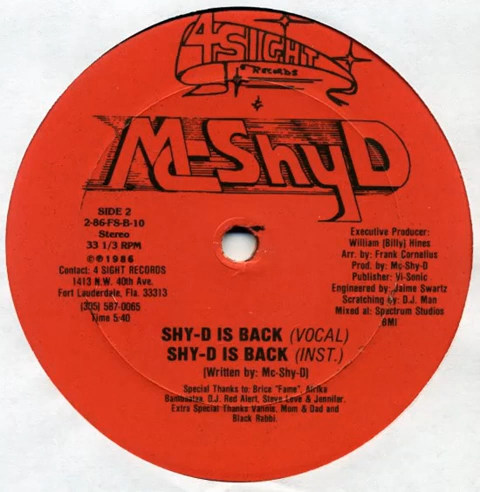 4 SIGHT
RECORDS
&
MC-ShyD
SIDE 2
2-86-FS-B-10
Stereo
33 1/3 RPM
©℗1986
Contact: 4 SIGHT RECORDS
1413 N.W. 40th Ave.
Fort Lauderdale, Fla. 33313
(305) 587-0065
Time 5:40
Executive Producer:
William (Billy) Hines
Arr. by: Frank Cornelius
Prod. by: Mc-Shy-D
Publisher: Yi-Sonic
Engineered by: Jaime Swartz
Scratching by: D.J. Man
Mixed at: Spectrum Studios
BMI
SHY-D IS BACK (VOCAL)
SHY-D IS BACK (INST.)
(Written by: Mc-Shy-D)
Special Thanks to: Brice "Fame", Afrika
Bambaataa, D.J. Red Alert, Steve Love & Jennifer.
Extra Special Thanks Vannie, Mom & Dad and
Black Rabbi.